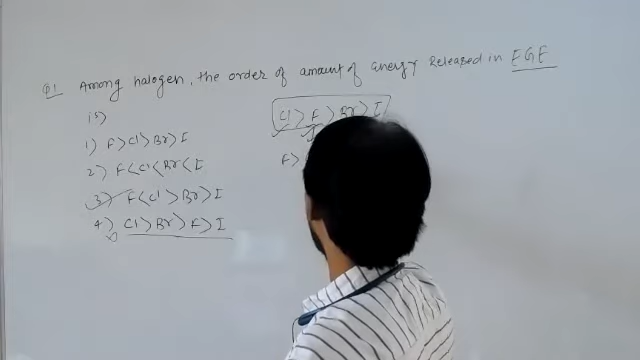 Q1 Among halogen, the order of amount of energy Released in EGE
is)
1) F > Cl > Br > I
2) F < Cl < Br < I
3) F < Cl > Br > I
4) Cl > Br > F > I
Cl > F > Br > I
F >